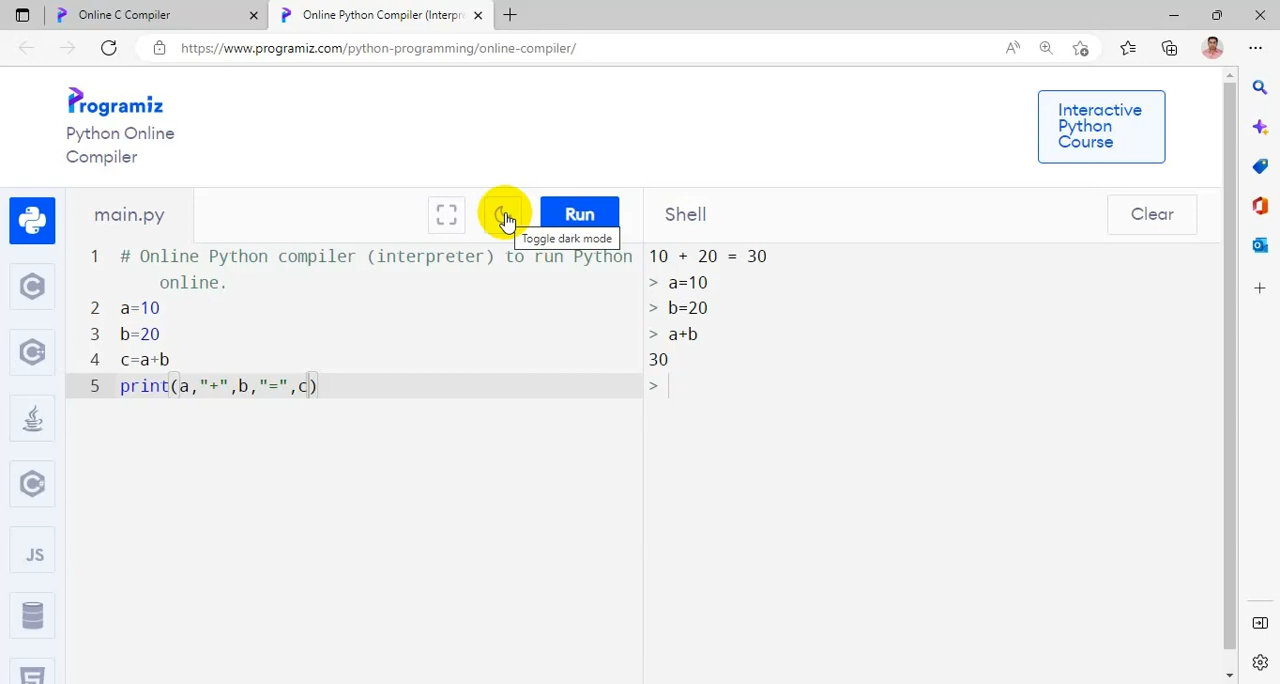 Online C Compiler
Online Python Compiler (Interpre
https://www.programiz.com/python-programming/online-compiler/
Programiz
Python Online
Compiler
Interactive
Python
Course
main.py
Run
Toggle dark mode
Shell
Clear
1 # Online Python compiler (interpreter) to run Python
online.
2 a=10
3 b=20
4 c=a+b
5 print(a,"+",b,"=",c)
10 + 20 = 30
> a=10
> b=20
> a+b
30
>
JS